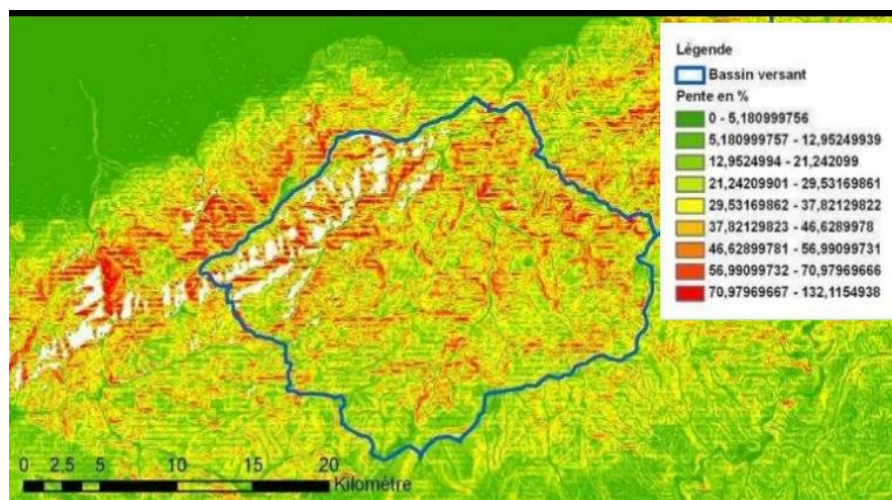 Légende
Bassin versant
Pente en %
0 - 5,180999756
5,180999757 - 12,95249939
12,9524994 - 21,242099
21,24209901 - 29,53169861
29,53169862 - 37,82129822
37,82129823 - 46,6289978
46,62899781 - 56,99099731
56,99099732 - 70,97969666
70,97969667 - 132,1154938
0 2,5 5 10 15 20
Kilomètre